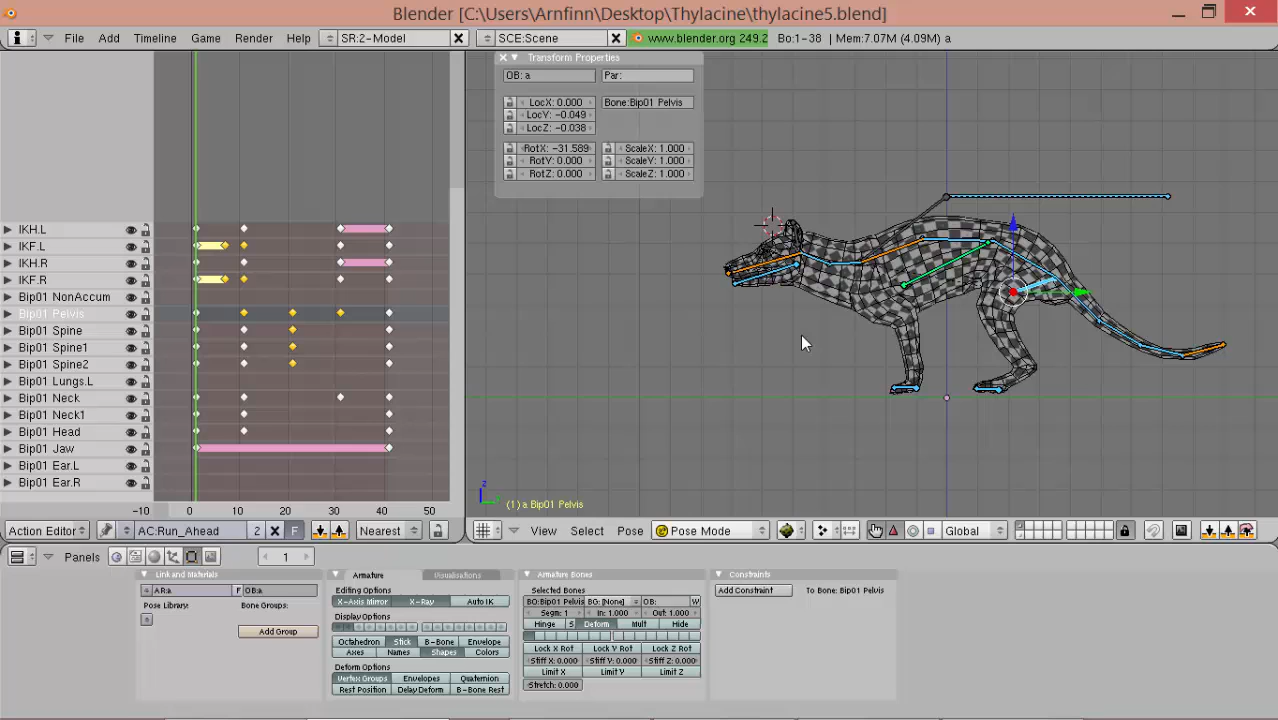 Blender [C:\Users\Arnfinn\Desktop\Thylacine\thylacine5.blend]
File Add Timeline Game Render Help SR:2-Model SCE:Scene www.blender.org 249.2 Bo:1-38 | Mem:7.07M (4.09M) a
Transform Properties
OB: a Par:
LocX: 0.000 Bone:Bip01 Pelvis
LocY: -0.049
LocZ: -0.038
RotX: -31.589 ScaleX: 1.000
RotY: 0.000 ScaleY: 1.000
RotZ: 0.000 ScaleZ: 1.000
IKH.L
IKF.L
IKH.R
IKF.R
Bip01 NonAccum
Bip01 Pelvis
Bip01 Spine
Bip01 Spine1
Bip01 Spine2
Bip01 Lungs.L
Bip01 Neck
Bip01 Neck1
Bip01 Head
Bip01 Jaw
Bip01 Ear.L
Bip01 Ear.R
-10 0 10 20 30 40 50
z
y
(1) a Bip01 Pelvis
Action Editor AC:Run_Ahead 2 F Nearest
View Select Pose Pose Mode Global
Panels 1
Link and Materials
AR:a F OB:a
Pose Library: Bone Groups:
Add Group
Armature Visualisations
Editing Options
X-Axis Mirror X-Ray Auto IK
Display Options
Octahedron Stick B-Bone Envelope
Axes Names Shapes Colors
Deform Options
Vertex Groups Envelopes Quaternion
Rest Position Delay Deform B-Bone Rest
Armature Bones
Selected Bones
BO:Bip01 Pelvis BG: [None] OB: W
Segm: 1 In: 1.000 Out: 1.000
Hinge S Deform Mult Hide
Lock X Rot Lock Y Rot Lock Z Rot
Stiff X: 0.000 Stiff Y: 0.000 Stiff Z: 0.000
Limit X Limit Y Limit Z
Stretch: 0.000
Constraints
Add Constraint To Bone: Bip01 Pelvis